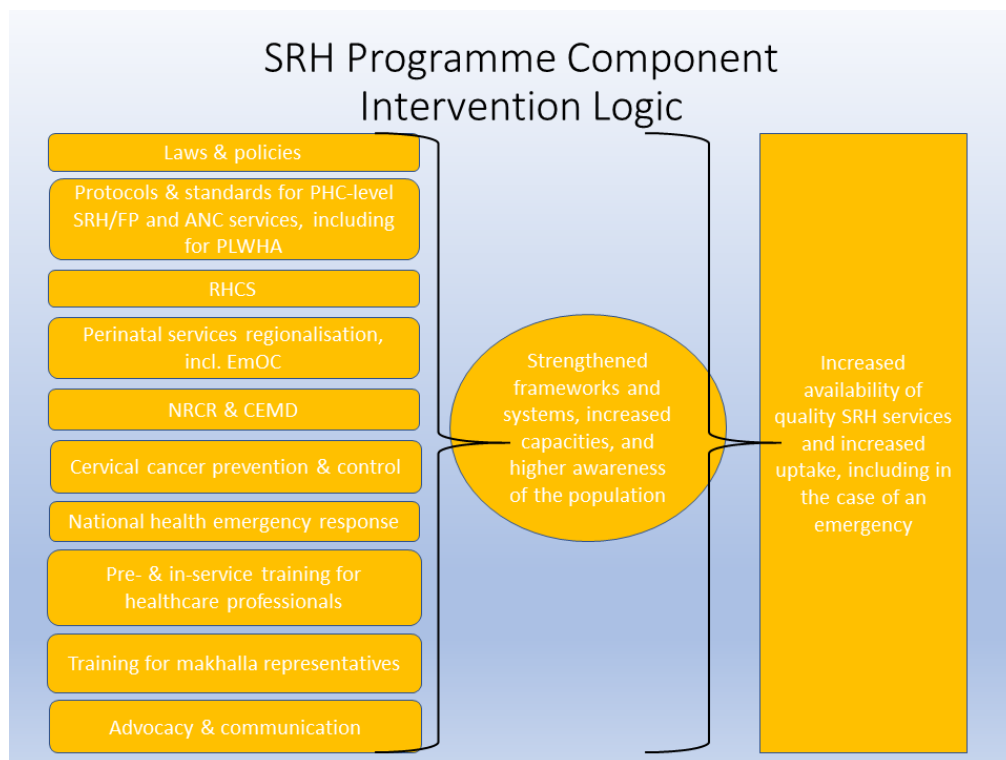 SRH Programme Component
Intervention Logic
Laws & policies
Protocols & standards for PHC-level
SRH/FP and ANC services, including
for PLWHA
RHCS
Perinatal services regionalisation,
incl. EmOC
NRCR & CEMD
Cervical cancer prevention & control
National health emergency response
Pre- & in-service training for
healthcare professionals
Training for makhalla representatives
Advocacy & communication
Strengthened
frameworks and
systems, increased
capacities, and
higher awareness
of the population
Increased
availability of
quality SRH services
and increased
uptake, including in
the case of an
emergency